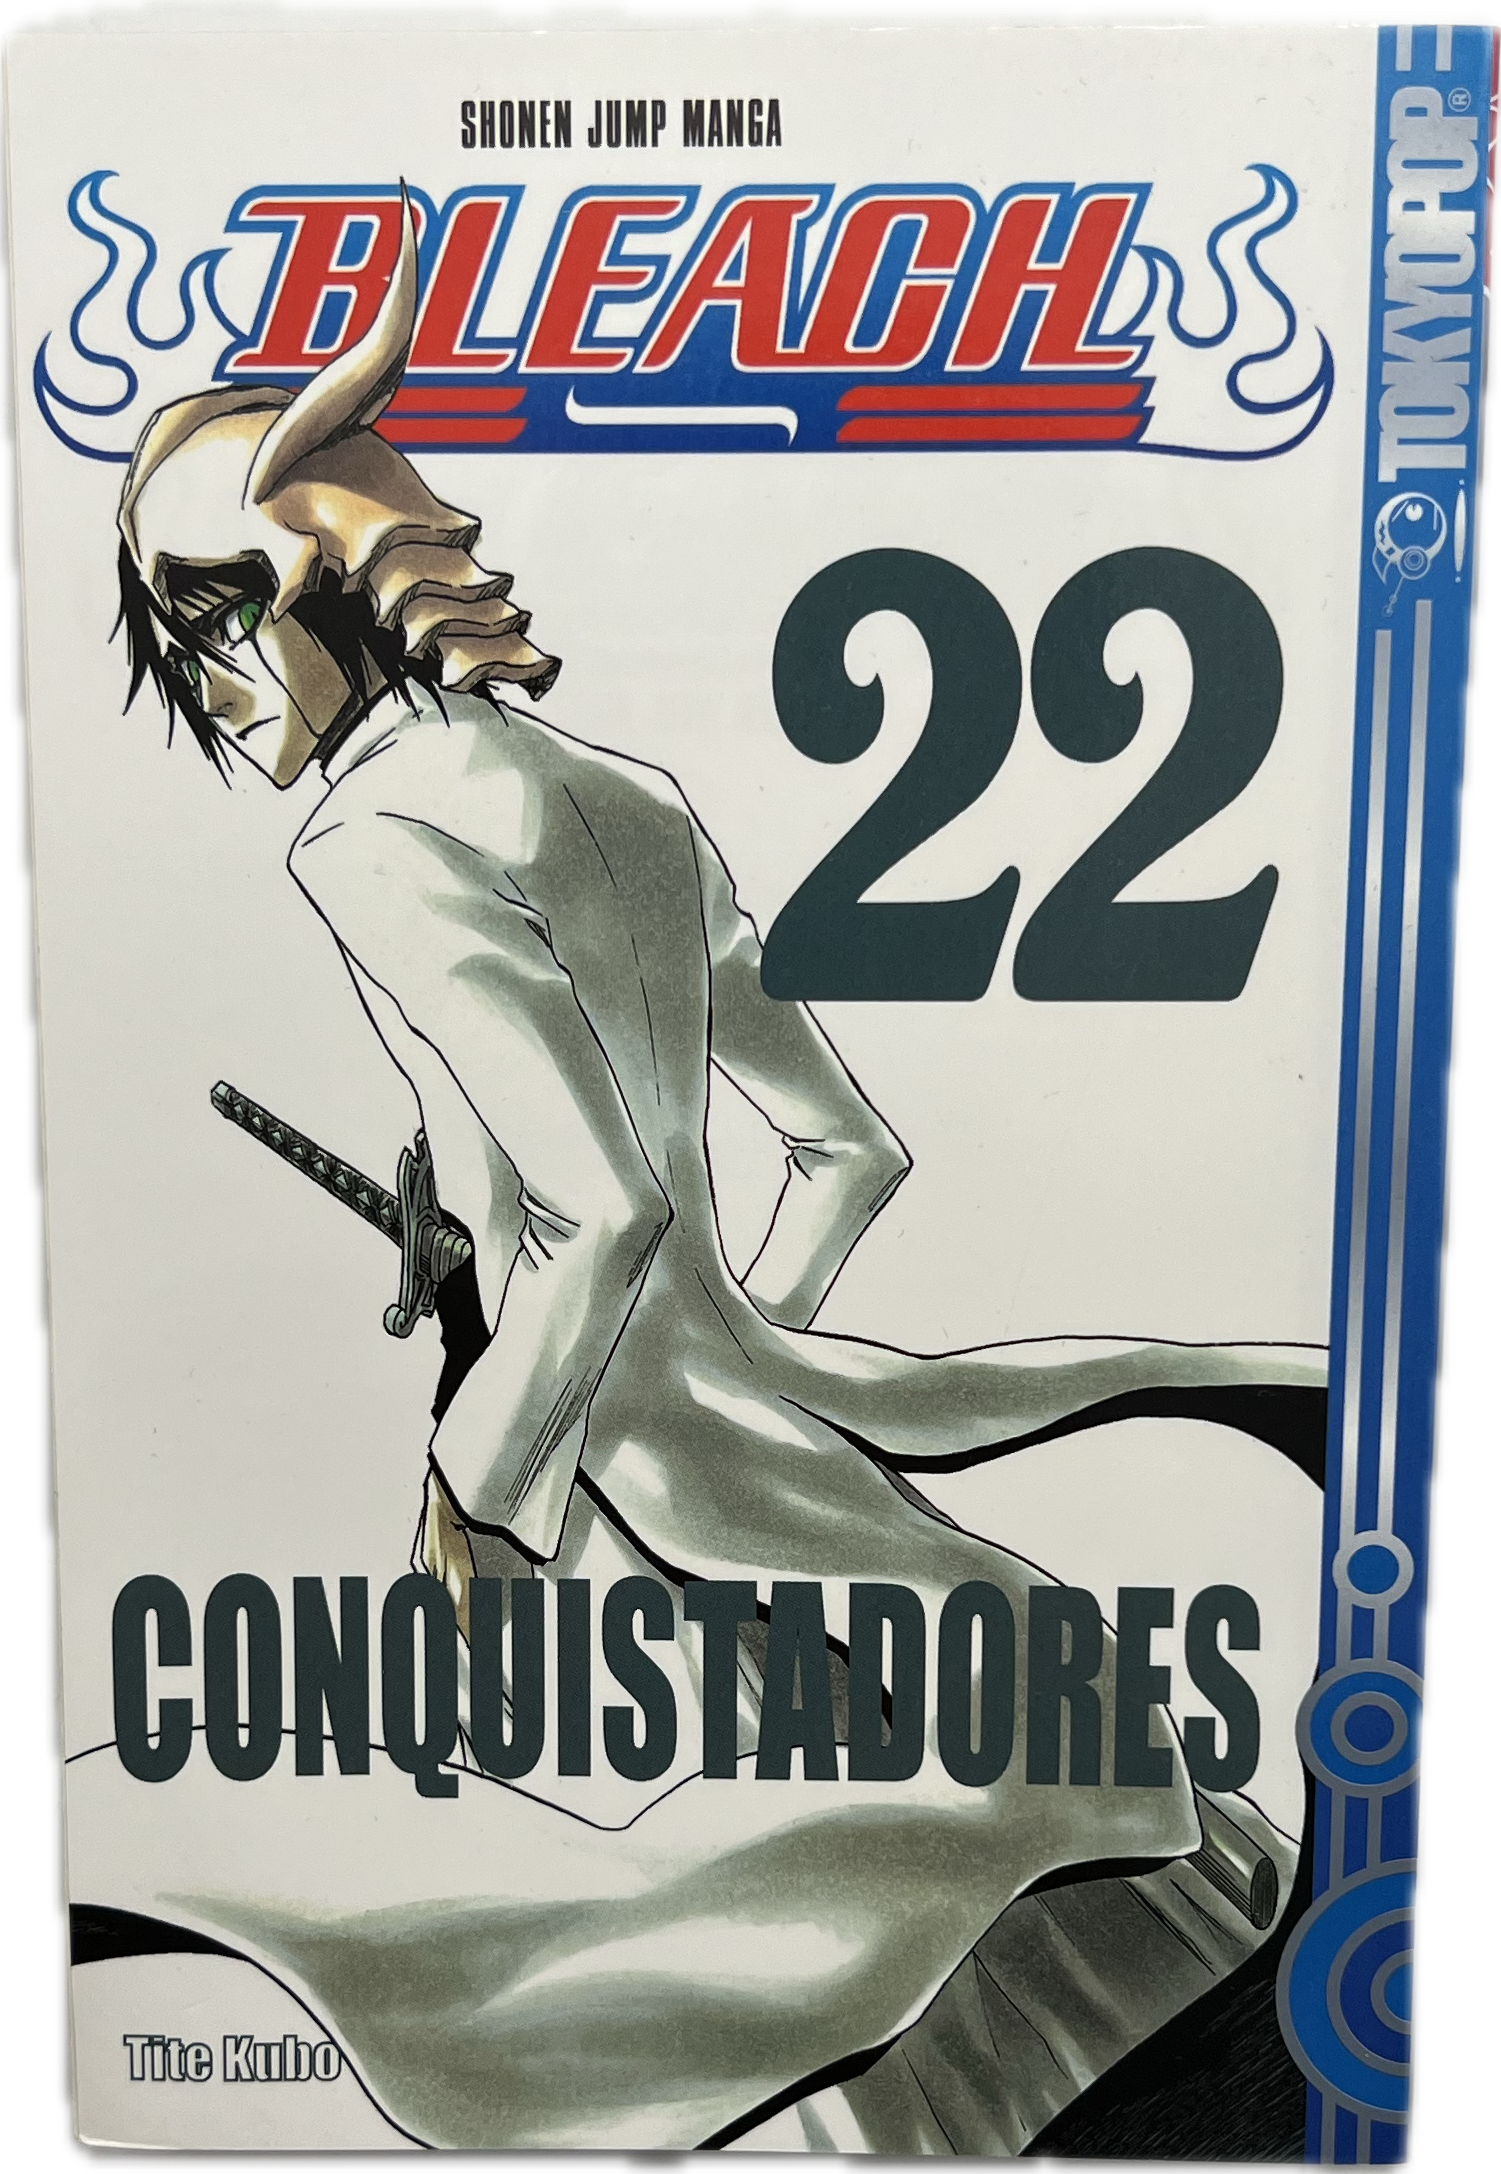 SHONEN JUMP MANGA
BLEACH
22
CONQUISTADORES
Tite Kubo
TOKYOPOP®